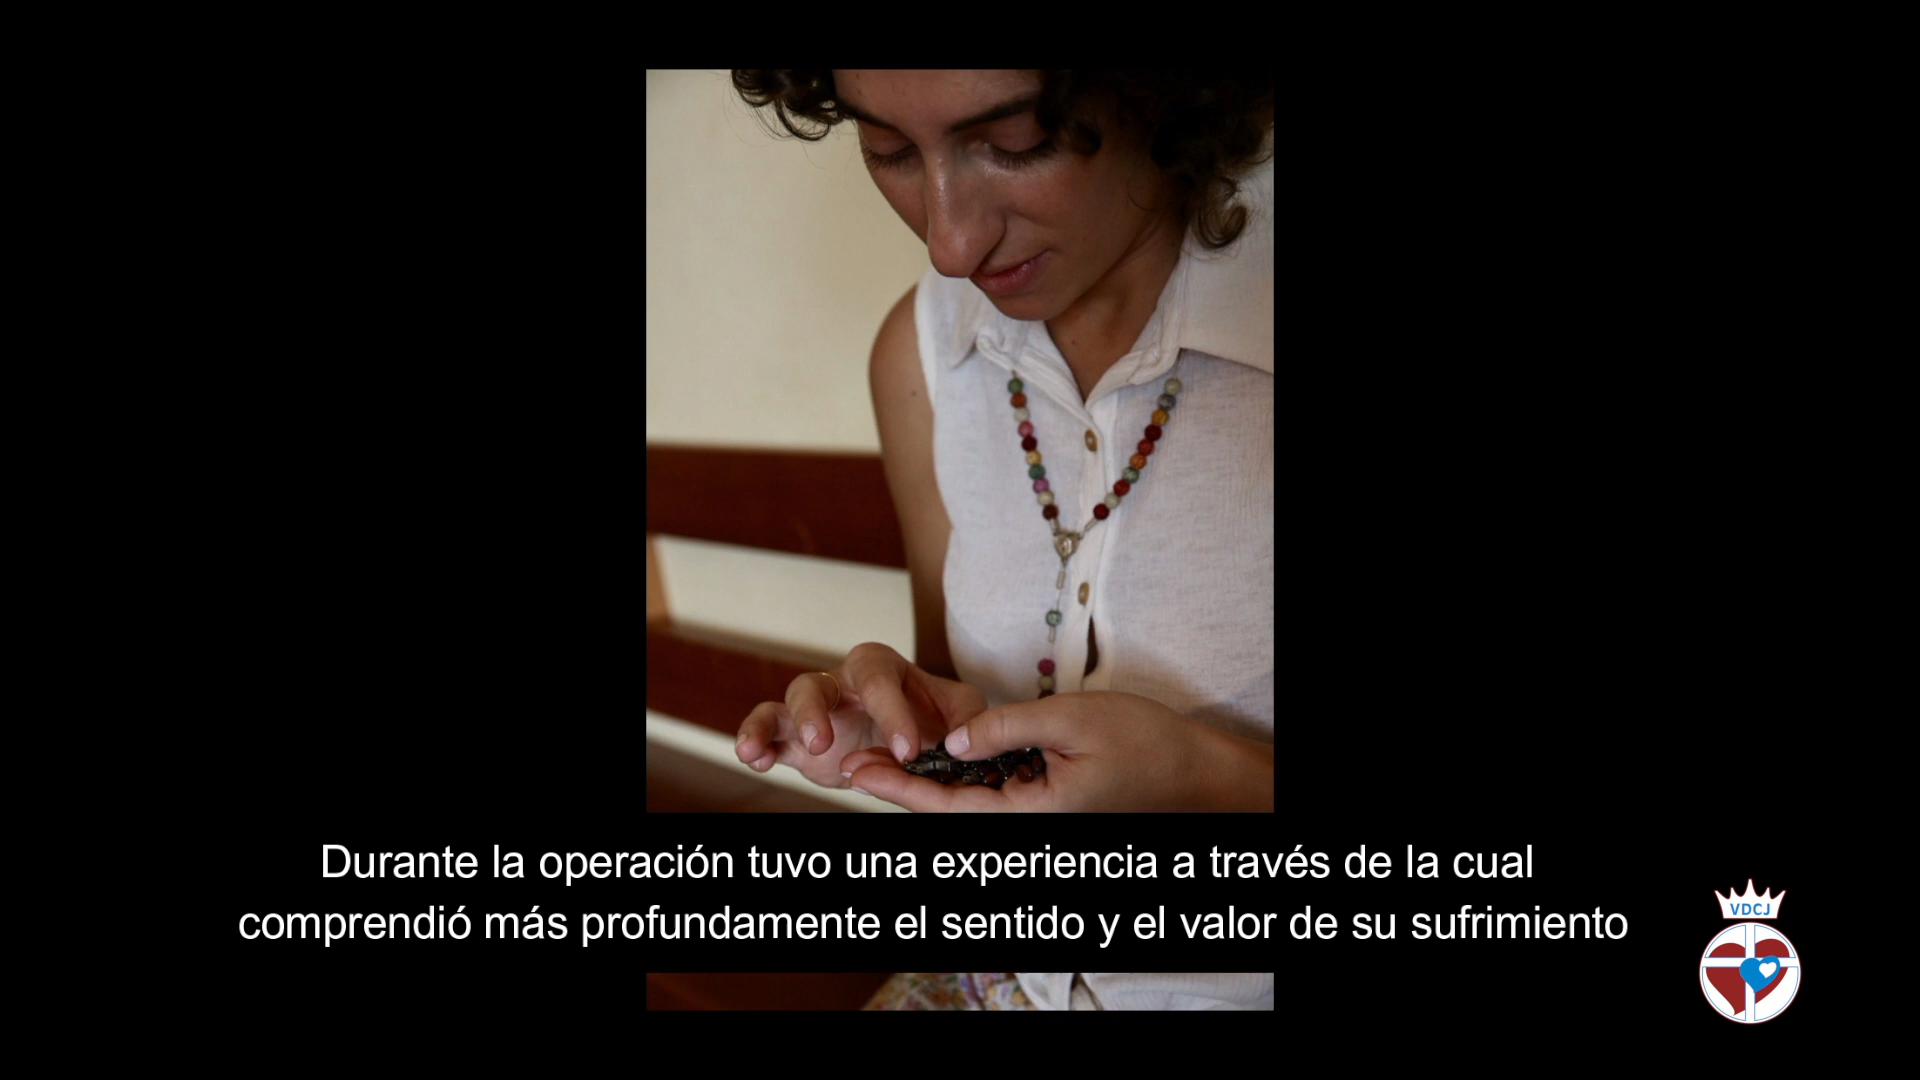 Durante la operación tuvo una experiencia a través de la cual
comprendió más profundamente el sentido y el valor de su sufrimiento
VDCJ